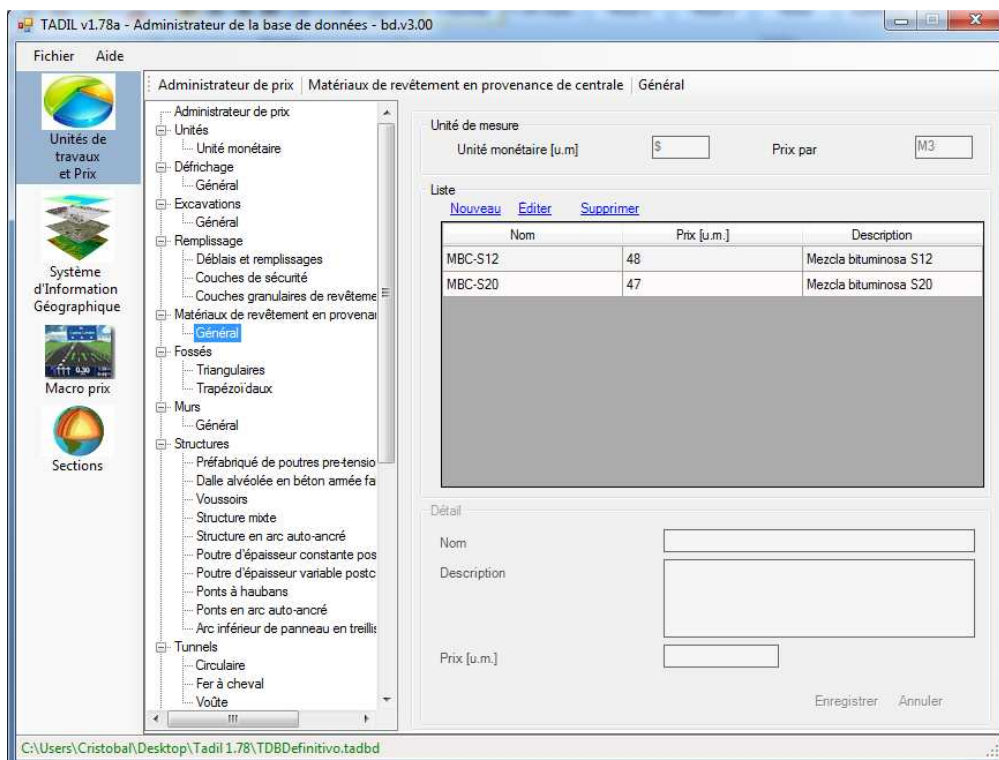 TADIL v1.78a - Administrateur de la base de données - bd.v3.00
Fichier Aide
Unités de
travaux
et Prix
Système
d'Information
Géographique
Macro prix
Sections
Administrateur de prix Matériaux de revêtement en provenance de centrale Général
Administrateur de prix
Unités
Unité monétaire
Défrichage
Général
Excavations
Général
Remplissage
Déblais et remplissages
Couches de sécurité
Couches granulaires de revêteme
Matériaux de revêtement en provenai
Général
Fossés
Triangulaires
Trapézoïdaux
Murs
Général
Structures
Préfabriqué de poutres pre-tensio
Dalle alvéolée en béton armée fa
Voussoirs
Structure mixte
Structure en arc auto-ancré
Poutre d'épaisseur constante pos
Poutre d'épaisseur variable postc
Ponts à haubans
Ponts en arc auto-ancré
Arc inférieur de panneau en treillis
Tunnels
Circulaire
Fer à cheval
Voûte
Unité de mesure
Unité monétaire [u.m] $ Prix par M3
Liste
Nouveau Éditer Supprimer
Nom Prix [u.m.] Description
MBC-S12 48 Mezcla bituminosa S12
MBC-S20 47 Mezcla bituminosa S20
Détail
Nom
Description
Prix [u.m.]
Enregistrer Annuler
C:\Users\Cristobal\Desktop\Tadil 1.78\TDBDefinitivo.tadbd